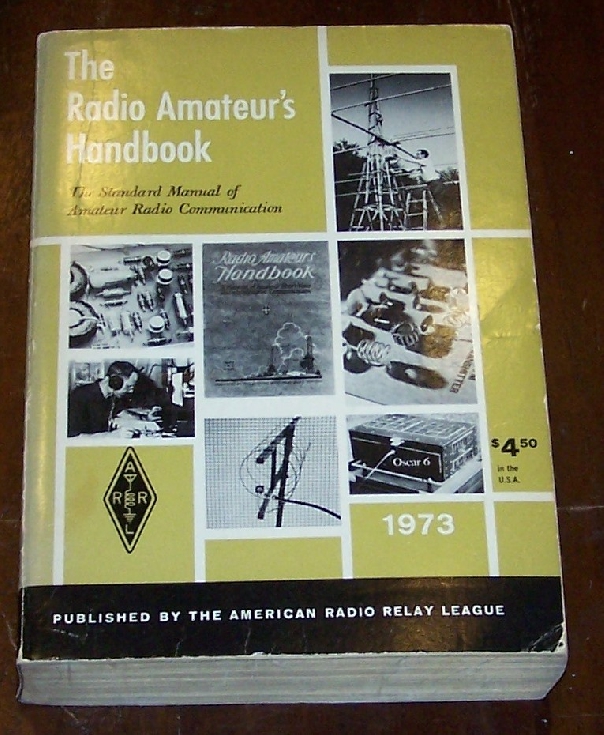 The
Radio Amateur's
Handbook
The Standard Manual of
Amateur Radio Communication
Radio Amateur's
Handbook
Oscar 6
$4.50
in the
U.S.A.
A
R R
L
1973
PUBLISHED BY THE AMERICAN RADIO RELAY LEAGUE